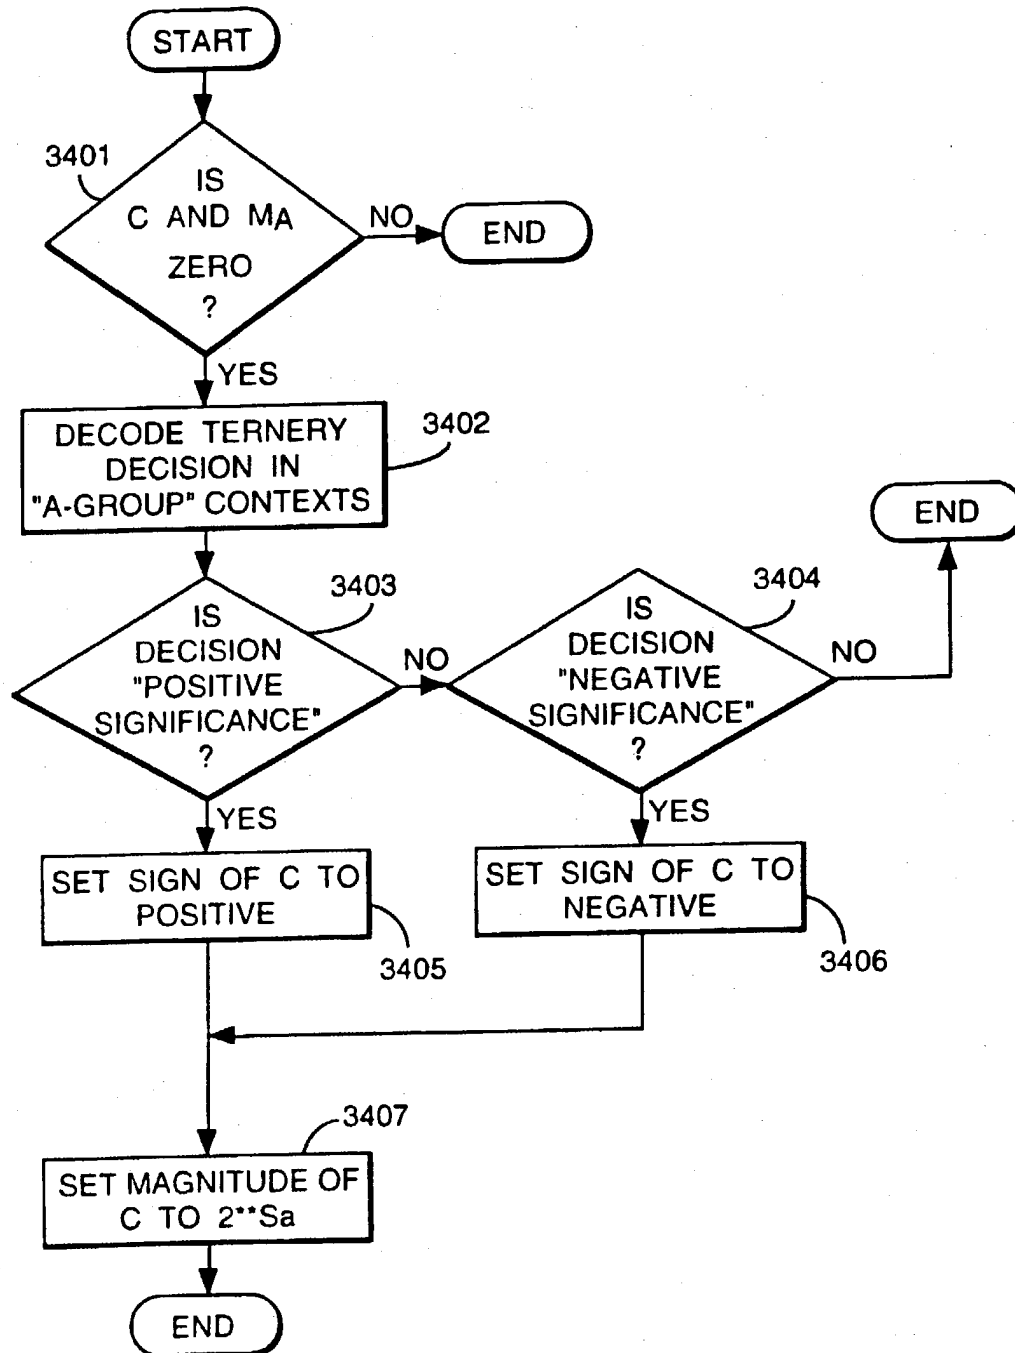 START
3401
IS
C AND MA
ZERO
?
NO
END
YES
DECODE TERNERY
DECISION IN
"A-GROUP" CONTEXTS
3402
END
3403
IS
DECISION
"POSITIVE
SIGNIFICANCE"
?
NO
3404
IS
DECISION
"NEGATIVE
SIGNIFICANCE"
?
NO
YES
YES
SET SIGN OF C TO
POSITIVE
3405
SET SIGN OF C TO
NEGATIVE
3406
3407
SET MAGNITUDE OF
C TO 2**Sa
END